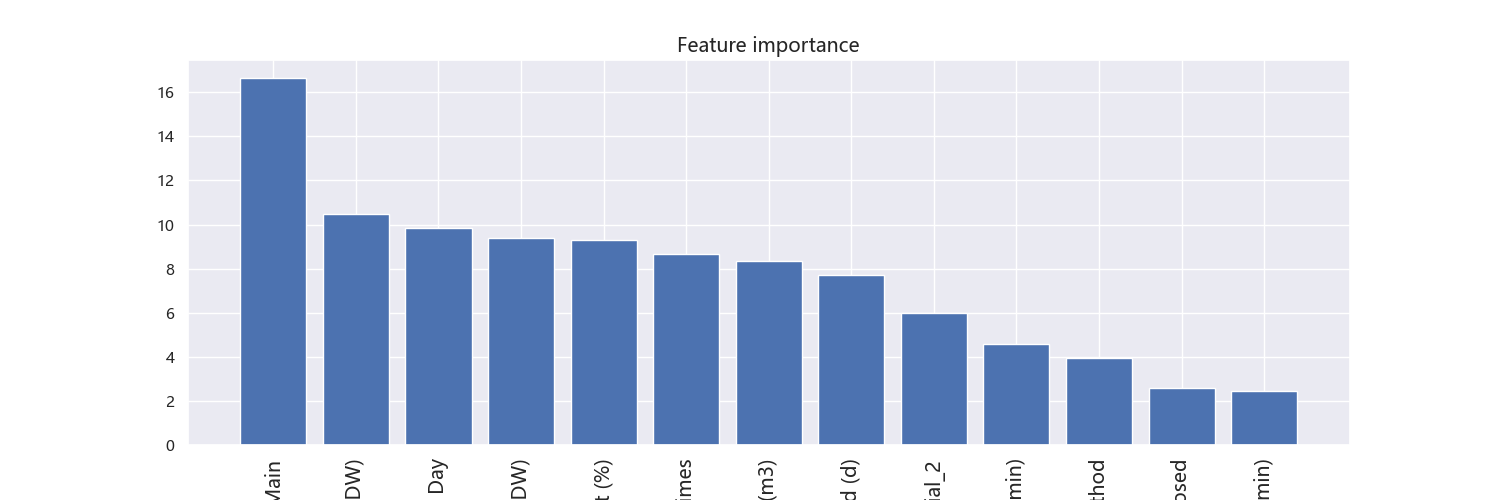 Feature importance
16
14
12
10
8
6
4
2
0
Main
DW)
Day
DW)
t (%)
imes
(m3)
d (d)
ial_2
min)
thod
osed
min)